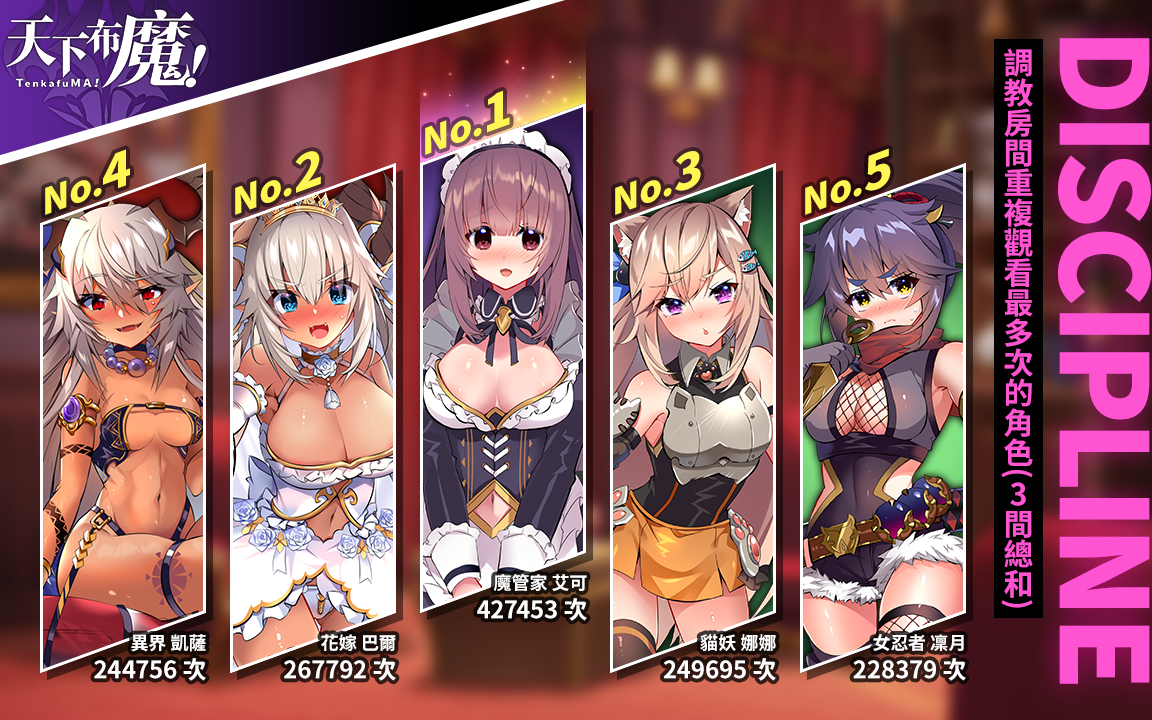 天下布魔!
TenkafuMA!
No.4
No.2
No.1
No.3
No.5
魔管家 艾可
427453 次
異界 凱薩
244756 次
花嫁 巴爾
267792 次
貓妖 娜娜
249695 次
女忍者 凜月
228379 次
調教房間重複觀看最多次的角色(3間總和)
DISCIPLINE